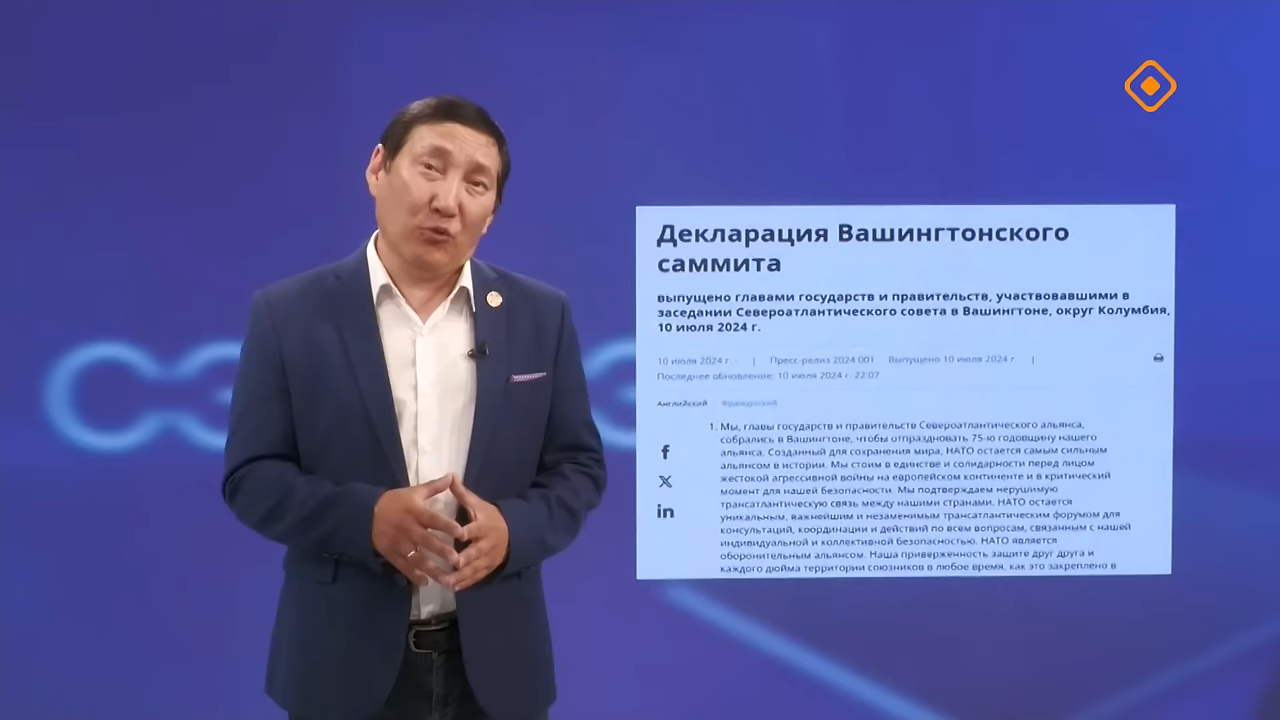 Декларация Вашингтонского
саммита
выпущено главами государств и правительств, участвовавшими в
заседании Североатлантического совета в Вашингтоне, округ Колумбия,
10 июля 2024 г.
10 июля 2024 г. - | Пресс-релиз 2024 001 Выпущено 10 июля 2024 г. |
Последнее обновление: 10 июля 2024 г. 22:07
Английский Французский
1. Мы, главы государств и правительств Североатлантического альянса,
собрались в Вашингтоне, чтобы отпраздновать 75-ю годовщину нашего
альянса. Созданный для сохранения мира, НАТО остается самым сильным
альянсом в истории. Мы стоим в единстве и солидарности перед лицом
жестокой агрессивной войны на европейском континенте и в критический
момент для нашей безопасности. Мы подтверждаем нерушимую
трансатлантическую связь между нашими странами. НАТО остается
уникальным, важнейшим и незаменимым трансатлантическим форумом для
консультаций, координации и действий по всем вопросам, связанным с нашей
индивидуальной и коллективной безопасностью. НАТО является
оборонительным альянсом. Наша приверженность защите друг друга и
каждого дюйма территории союзников в любое время, как это закреплено в